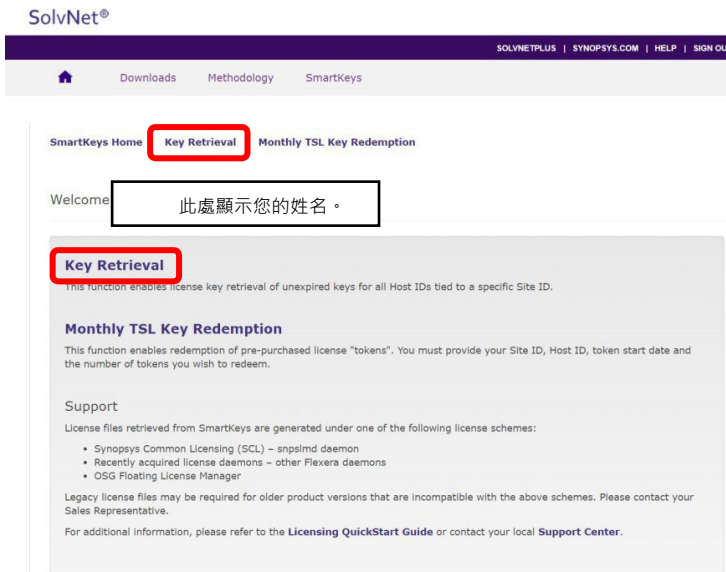 SolvNet®
SOLVNETPLUS | SYNOPSYS.COM | HELP | SIGN OU
Downloads Methodology SmartKeys
SmartKeys Home Key Retrieval Monthly TSL Key Redemption
Welcome 此處顯示您的姓名。
Key Retrieval
This function enables license key retrieval of unexpired keys for all Host IDs tied to a specific Site ID.
Monthly TSL Key Redemption
This function enables redemption of pre-purchased license "tokens". You must provide your Site ID, Host ID, token start date and
the number of tokens you wish to redeem.
Support
License files retrieved from SmartKeys are generated under one of the following license schemes:
• Synopsys Common Licensing (SCL) – snpslmd daemon
• Recently acquired license daemons – other Flexera daemons
• OSG Floating License Manager
Legacy license files may be required for older product versions that are incompatible with the above schemes. Please contact your
Sales Representative.
For additional information, please refer to the Licensing QuickStart Guide or contact your local Support Center.